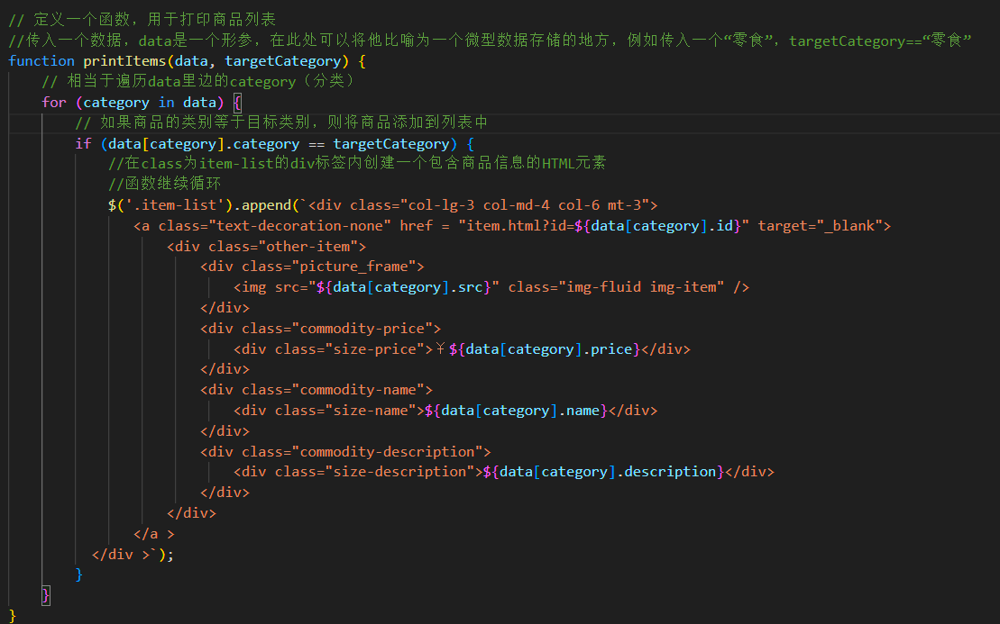 // 定义一个函数，用于打印商品列表
//传入一个数据，data是一个形参，在此处可以将他比喻为一个微型数据存储的地方，例如传入一个“零食”，targetCategory==“零食”
function printItems(data, targetCategory) {
// 相当于遍历data里边的category（分类）
for (category in data) {
// 如果商品的类别等于目标类别，则将商品添加到列表中
if (data[category].category == targetCategory) {
//在class为item-list的div标签内创建一个包含商品信息的HTML元素
//函数继续循环
$('.item-list').append(`<div class="col-lg-3 col-md-4 col-6 mt-3">
<a class="text-decoration-none" href = "item.html?id=${data[category].id}" target="_blank">
<div class="other-item">
<div class="picture_frame">
<img src="${data[category].src}" class="img-fluid img-item" />
</div>
<div class="commodity-price">
<div class="size-price">￥${data[category].price}</div>
</div>
<div class="commodity-name">
<div class="size-name">${data[category].name}</div>
</div>
<div class="commodity-description">
<div class="size-description">${data[category].description}</div>
</div>
</div>
</a >
</div >`);
}
}
}